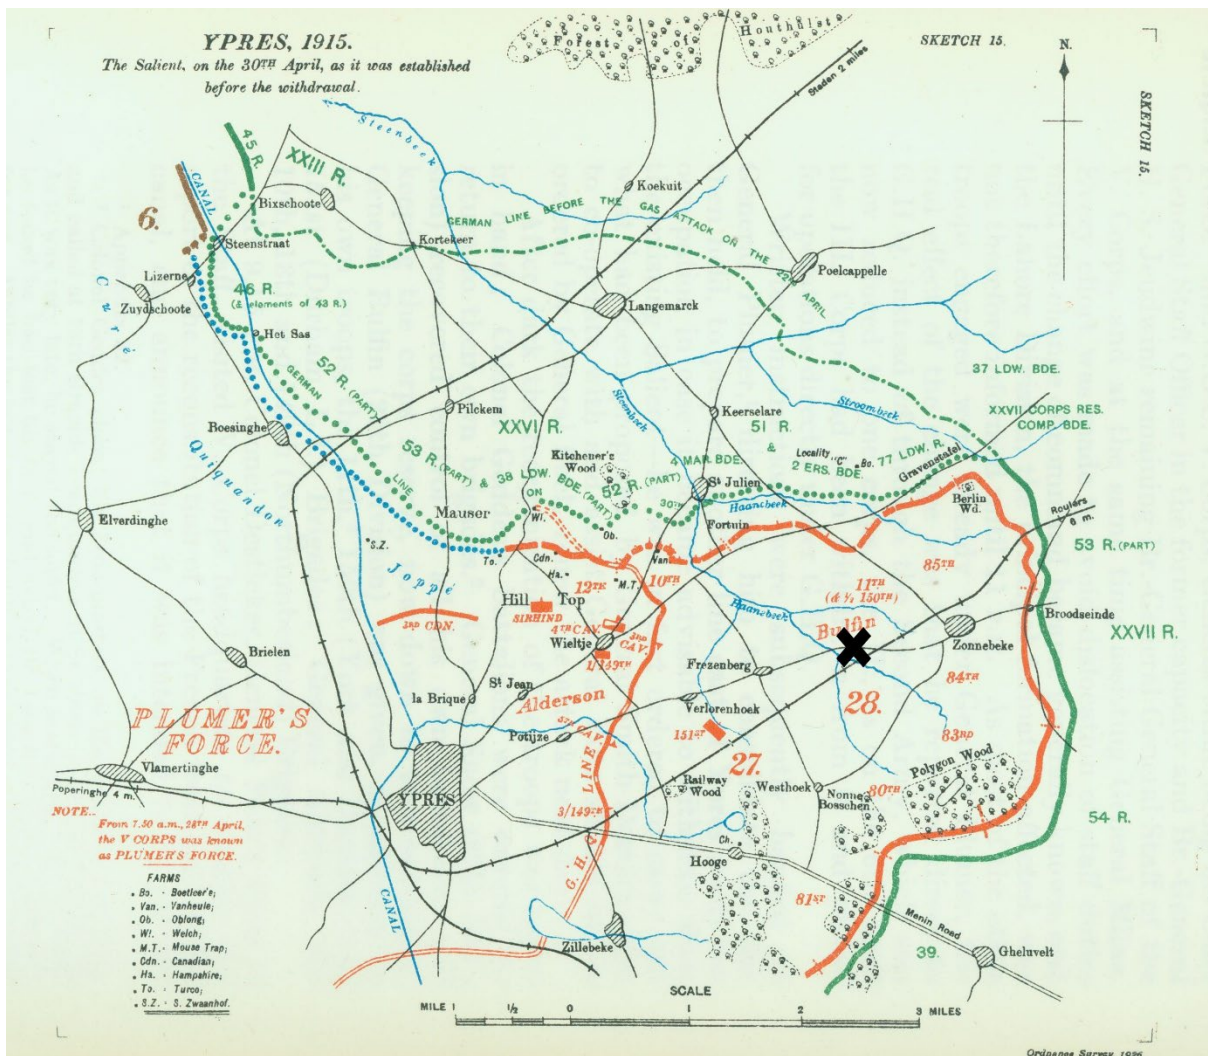 YPRES, 1915.
The Salient, on the 30TH April, as it was established
before the withdrawal.
SKETCH 15.
N.
SKETCH 15.
Forest of Houthulst
Staden 2 miles
Steenbeek
45 R.
XXIII R.
CANAL
6.
Bixschoote
Koekuit
GERMAN LINE BEFORE THE GAS ATTACK ON THE 22ND APRIL
Steenstraat
Kortekeer
Lizerne
Poelcappelle
Zuydschoote
46 R.
(& elements of 43 R.)
Langemarck
Het Sas
52 R. (PART)
GERMAN
37 LDW. BDE.
Steenbeek
Stroombeek
Pilckem
Keerselare
XXVII CORPS RES.
COMP. BDE.
Boesinghe
XXVI R.
51 R.
&
2 ERS. BDE.
Locality "C"
Bo.
77 LDW. R.
Gravenstafel
Quiquandon
53 R. (PART) & 38 LDW. BDE. (PART)
Kitchener's
Wood
52 R. (PART)
4 MAR. BDE.
St Julien
LINE
ON
30TH
Haanebeek
Berlin
Wd.
Roulers
6 m.
Elverdinghe
Mauser
Wl.
Ob.
Fortuin
53 R. (PART)
S.Z.
Joppé
To.
Cdn.
Van.
85TH
Ha.
12TH
M.T.
10TH
11TH
(& ½ 150TH)
Hill Top
SIRHIND
3RD CDN.
4TH CAV.
3RD
CAV.
Haanebeek
Bulfin
Broodseinde
Wieltje
1/149TH
Zonnebeke
XXVII R.
Brielen
Frezenberg
St Jean
la Brique
Alderson
Verlorenhoek
28.
84TH
PLUMER'S
FORCE.
Potijze
5TH CAV.
151ST
83RD
27.
Polygon Wood
Vlamertinghe
Poperinghe 4 m.
YPRES
Railway
Wood
Westhoek
Nonne
Bosschen
80TH
G.H.Q. LINE
3/149TH
54 R.
NOTE..
From 7.50 a.m., 28TH April,
the V CORPS was known
as PLUMER'S FORCE.
Ch.
Hooge
81ST
Menin Road
FARMS
Bo. - Boetleer's;
Van. - Vanheule;
Ob. - Oblong;
Wl. - Welch;
M.T. - Mouse Trap;
Cdn. - Canadian;
Ha. - Hampshire;
To. - Turco;
S.Z. - S. Zwaanhof.
CANAL
Zillebeke
39.
Gheluvelt
SCALE
MILE 1 1/2 0 1 2 3 MILES